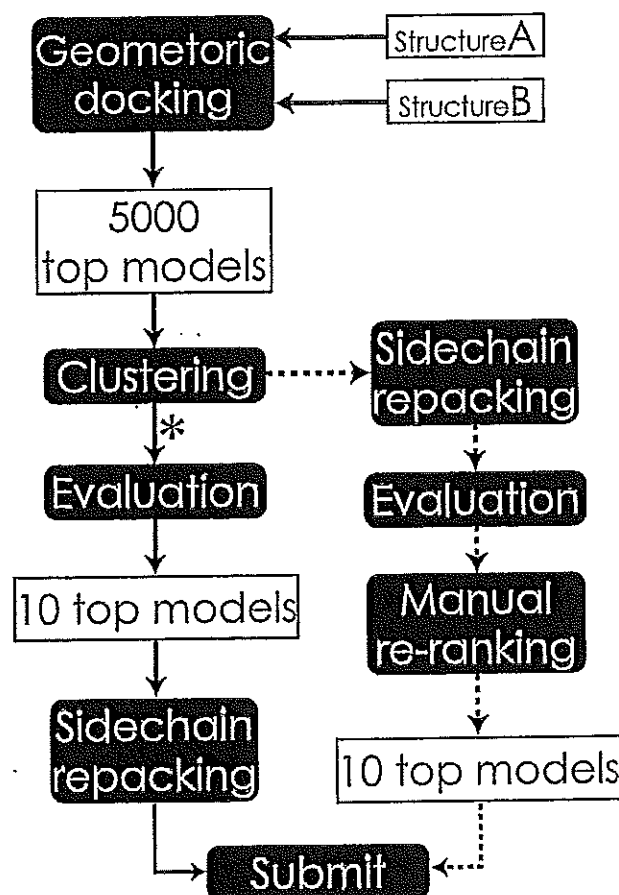 Geometoric
docking
StructureA
StructureB
5000
top models
Clustering
*
Evaluation
10 top models
Sidechain
repacking
Sidechain
repacking
Evaluation
Manual
re-ranking
10 top models
Submit